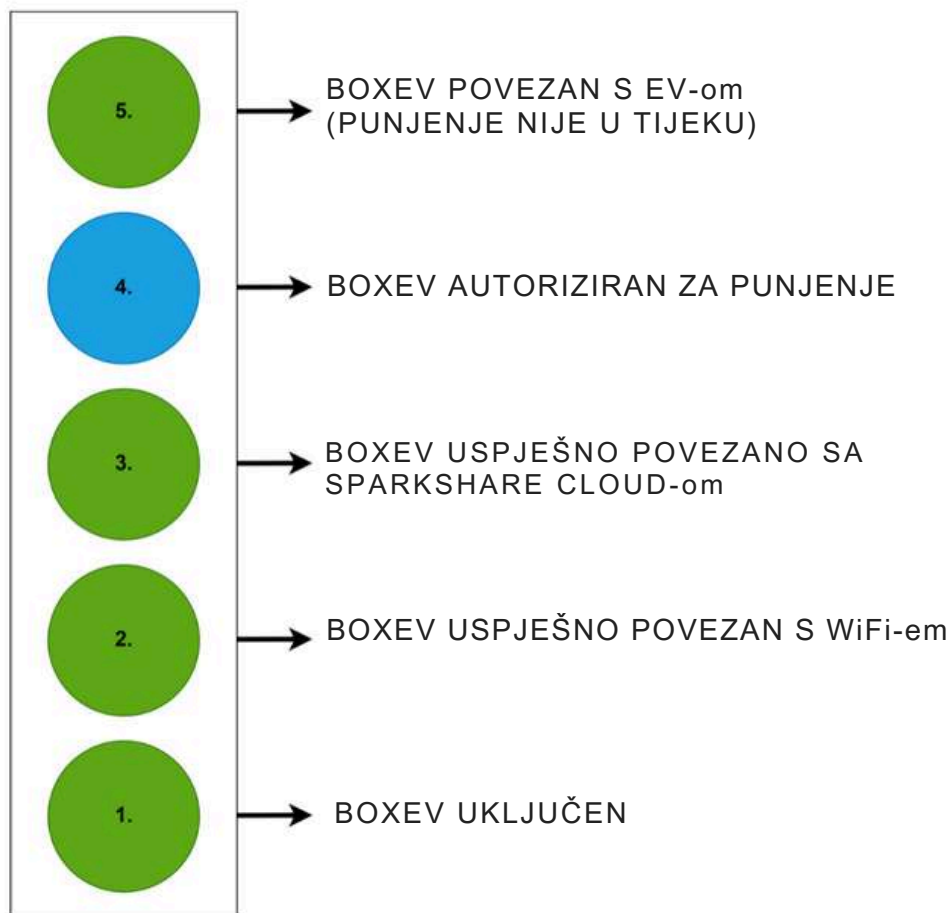 5.
BOXEV POVEZAN S EV-om
(PUNJENJE NIJE U TIJEKU)
4.
BOXEV AUTORIZIRAN ZA PUNJENJE
3.
BOXEV USPJEŠNO POVEZANO SA
SPARKSHARE CLOUD-om
2.
BOXEV USPJEŠNO POVEZAN S WiFi-em
1.
BOXEV UKLJUČEN